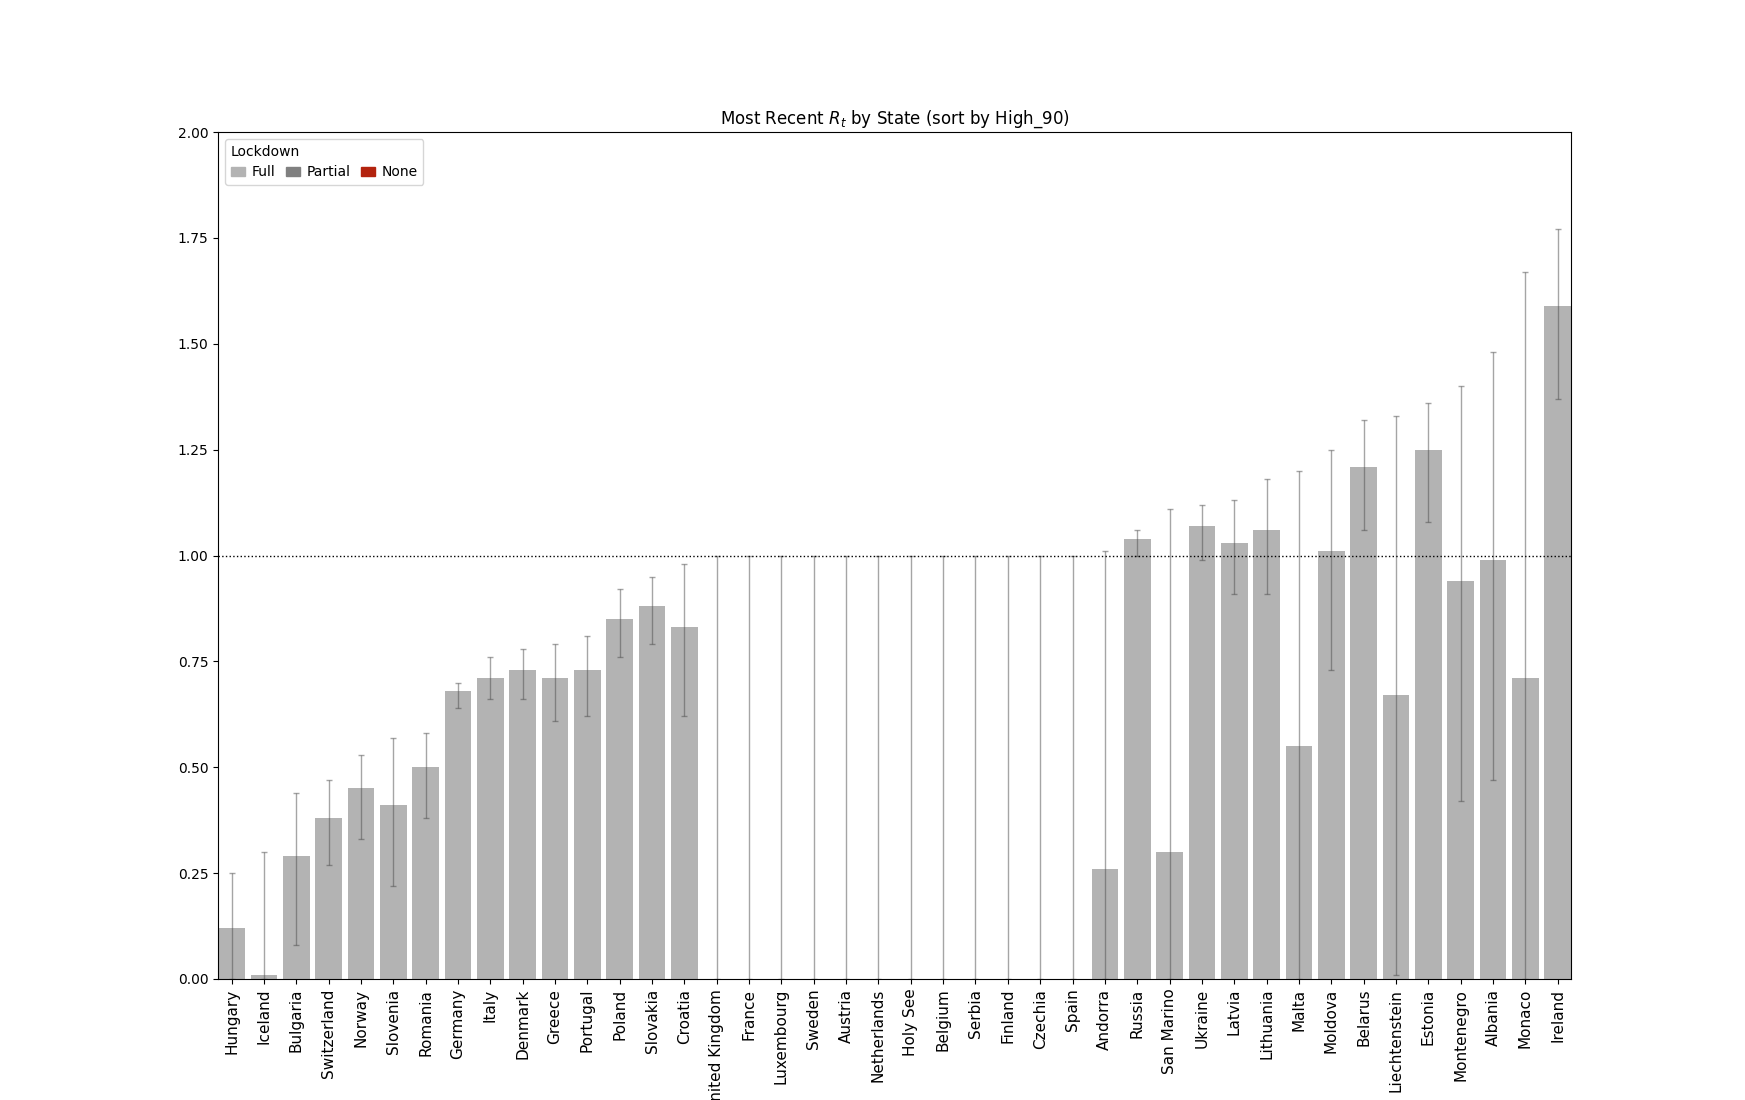 Most Recent Rt by State (sort by High_90)
2.00
Lockdown
Full Partial None
1.75
1.50
1.25
1.00
0.75
0.50
0.25
0.00
Hungary
Iceland
Bulgaria
Switzerland
Norway
Slovenia
Romania
Germany
Italy
Denmark
Greece
Portugal
Poland
Slovakia
Croatia
nited Kingdom
France
Luxembourg
Sweden
Austria
Netherlands
Holy See
Belgium
Serbia
Finland
Czechia
Spain
Andorra
Russia
San Marino
Ukraine
Latvia
Lithuania
Malta
Moldova
Belarus
Liechtenstein
Estonia
Montenegro
Albania
Monaco
Ireland